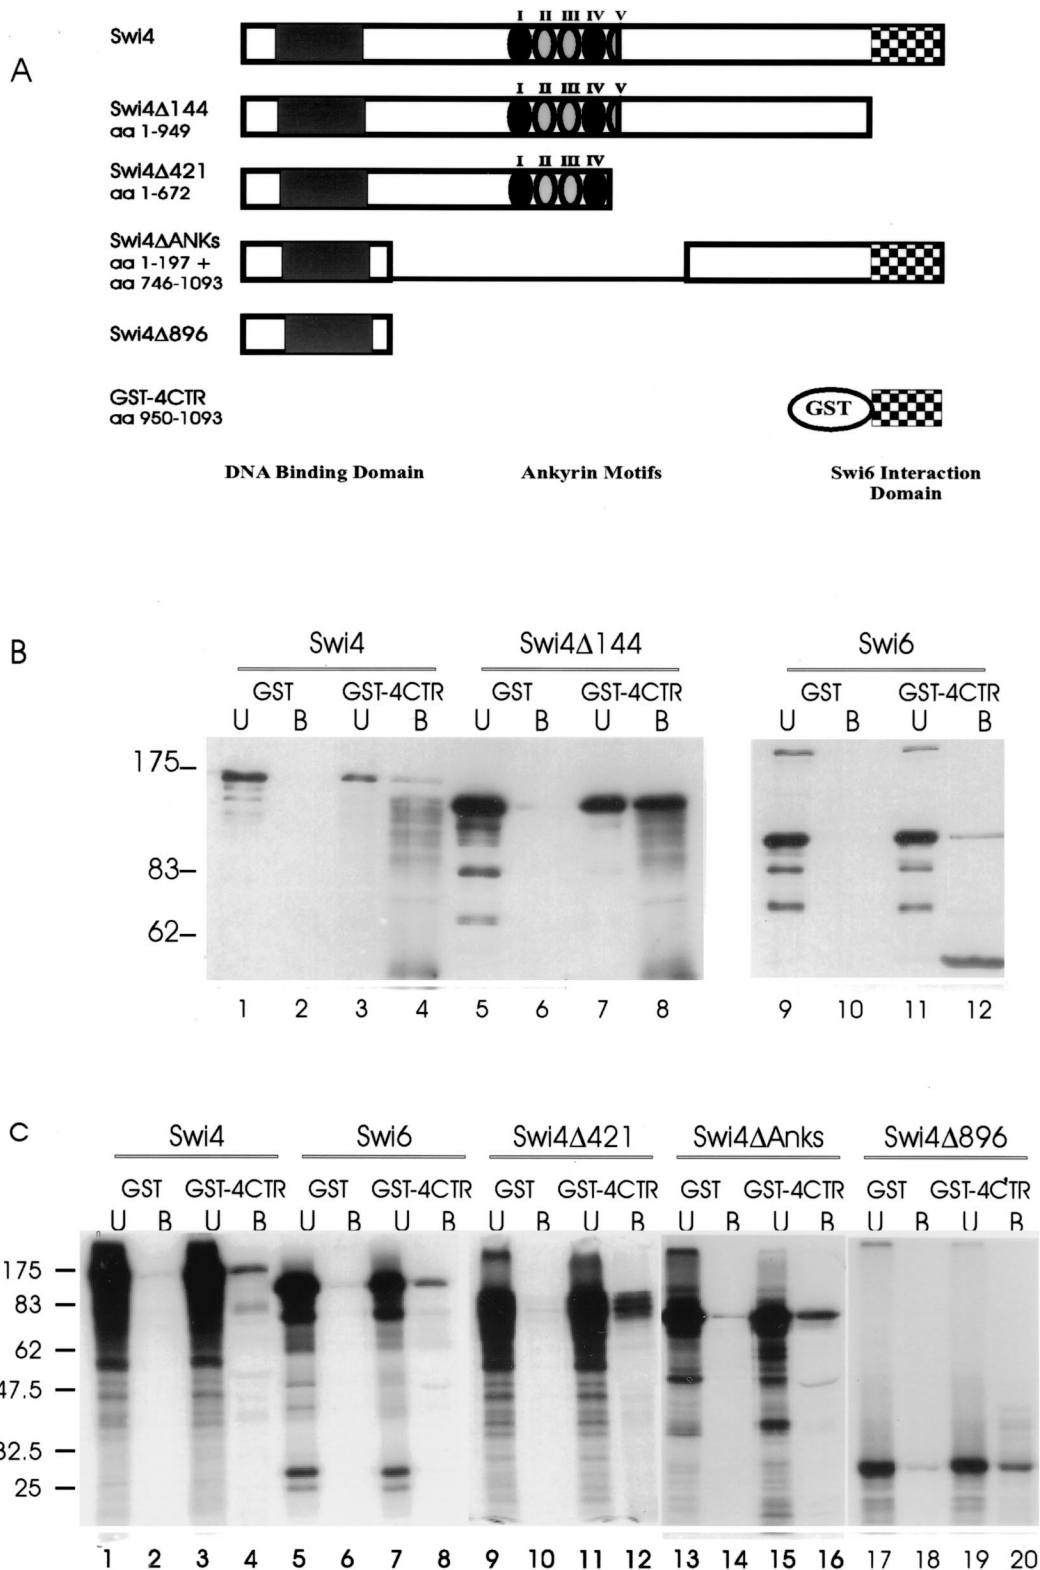 A
Swi4
I II III IV V
Swi4Δ144
aa 1-949
I II III IV V
Swi4Δ421
aa 1-672
I II III IV
Swi4ΔANKs
aa 1-197 +
aa 746-1093
Swi4Δ896
GST-4CTR
aa 950-1093
GST
DNA Binding Domain Ankyrin Motifs Swi6 Interaction
Domain
B
Swi4 Swi4Δ144 Swi6
GST GST-4CTR GST GST-4CTR GST GST-4CTR
U B U B U B U B U B U B
175
83
62
1 2 3 4 5 6 7 8 9 10 11 12
C
Swi4 Swi6 Swi4Δ421 Swi4ΔAnks Swi4Δ896
GST GST-4CTR GST GST-4CTR GST GST-4CTR GST GST-4CTR GST GST-4CTR
U B U B U B U B U B U B U B U B U B U B
175
83
62
47.5
32.5
25
1 2 3 4 5 6 7 8 9 10 11 12 13 14 15 16 17 18 19 20